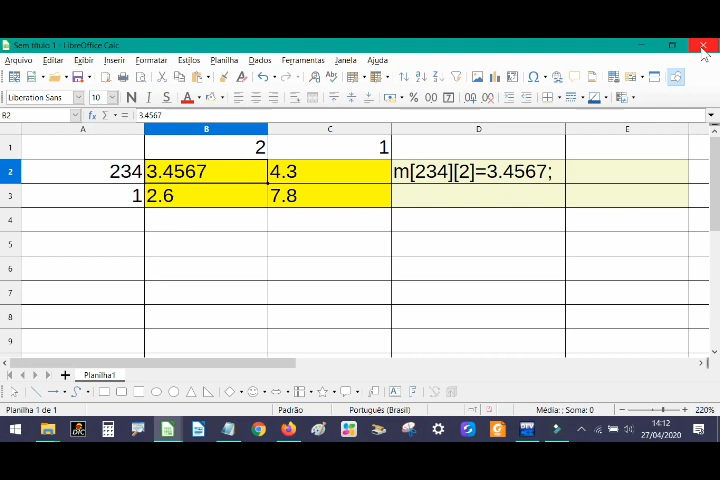 Sem título 1 - LibreOffice Calc
Arquivo Editar Exibir Inserir Formatar Estilos Planilha Dados Ferramentas Janela Ajuda
Liberation Sans 10 N I S
B2 3.4567
A B C D E
1 2 1
2 234 3.4567 4.3 m[234][2]=3.4567;
3 1 2.6 7.8
4
5
6
7
8
9
Planilha1
Planilha 1 de 1 Padrão Português (Brasil) Média: ; Soma: 0 220%
14:12
27/04/2020